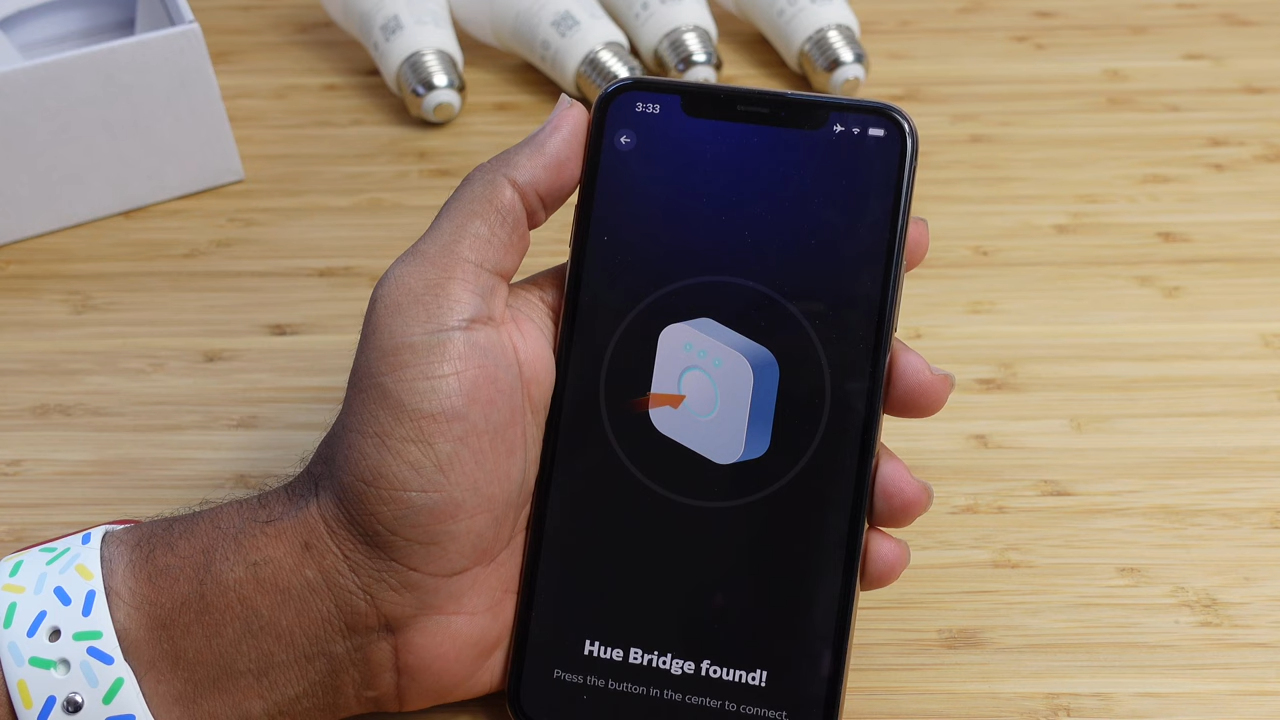 3:33
Hue Bridge found!
Press the button in the center to connect.